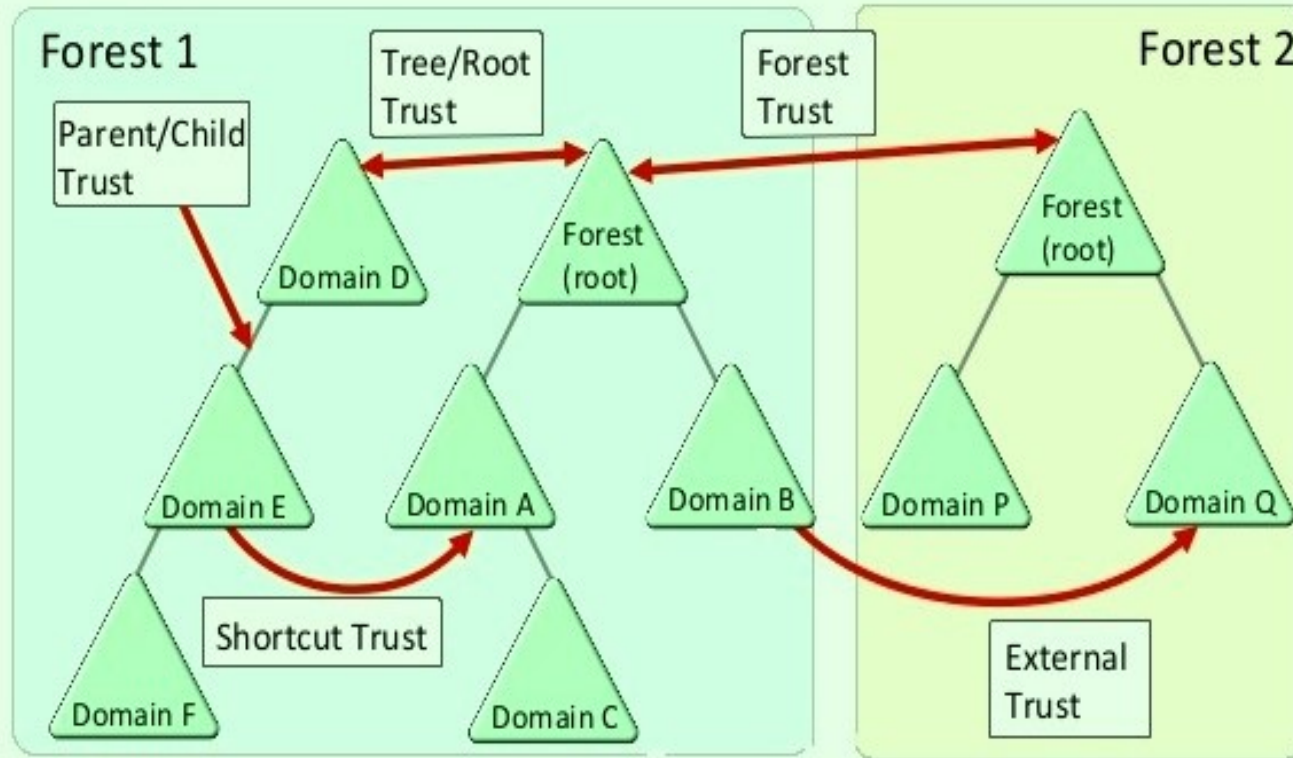 Forest 1
Tree/Root
Trust
Forest
Trust
Forest 2
Parent/Child
Trust
Domain D
Forest
(root)
Forest
(root)
Domain E
Domain A
Domain B
Domain P
Domain Q
Shortcut Trust
External
Trust
Domain F
Domain C